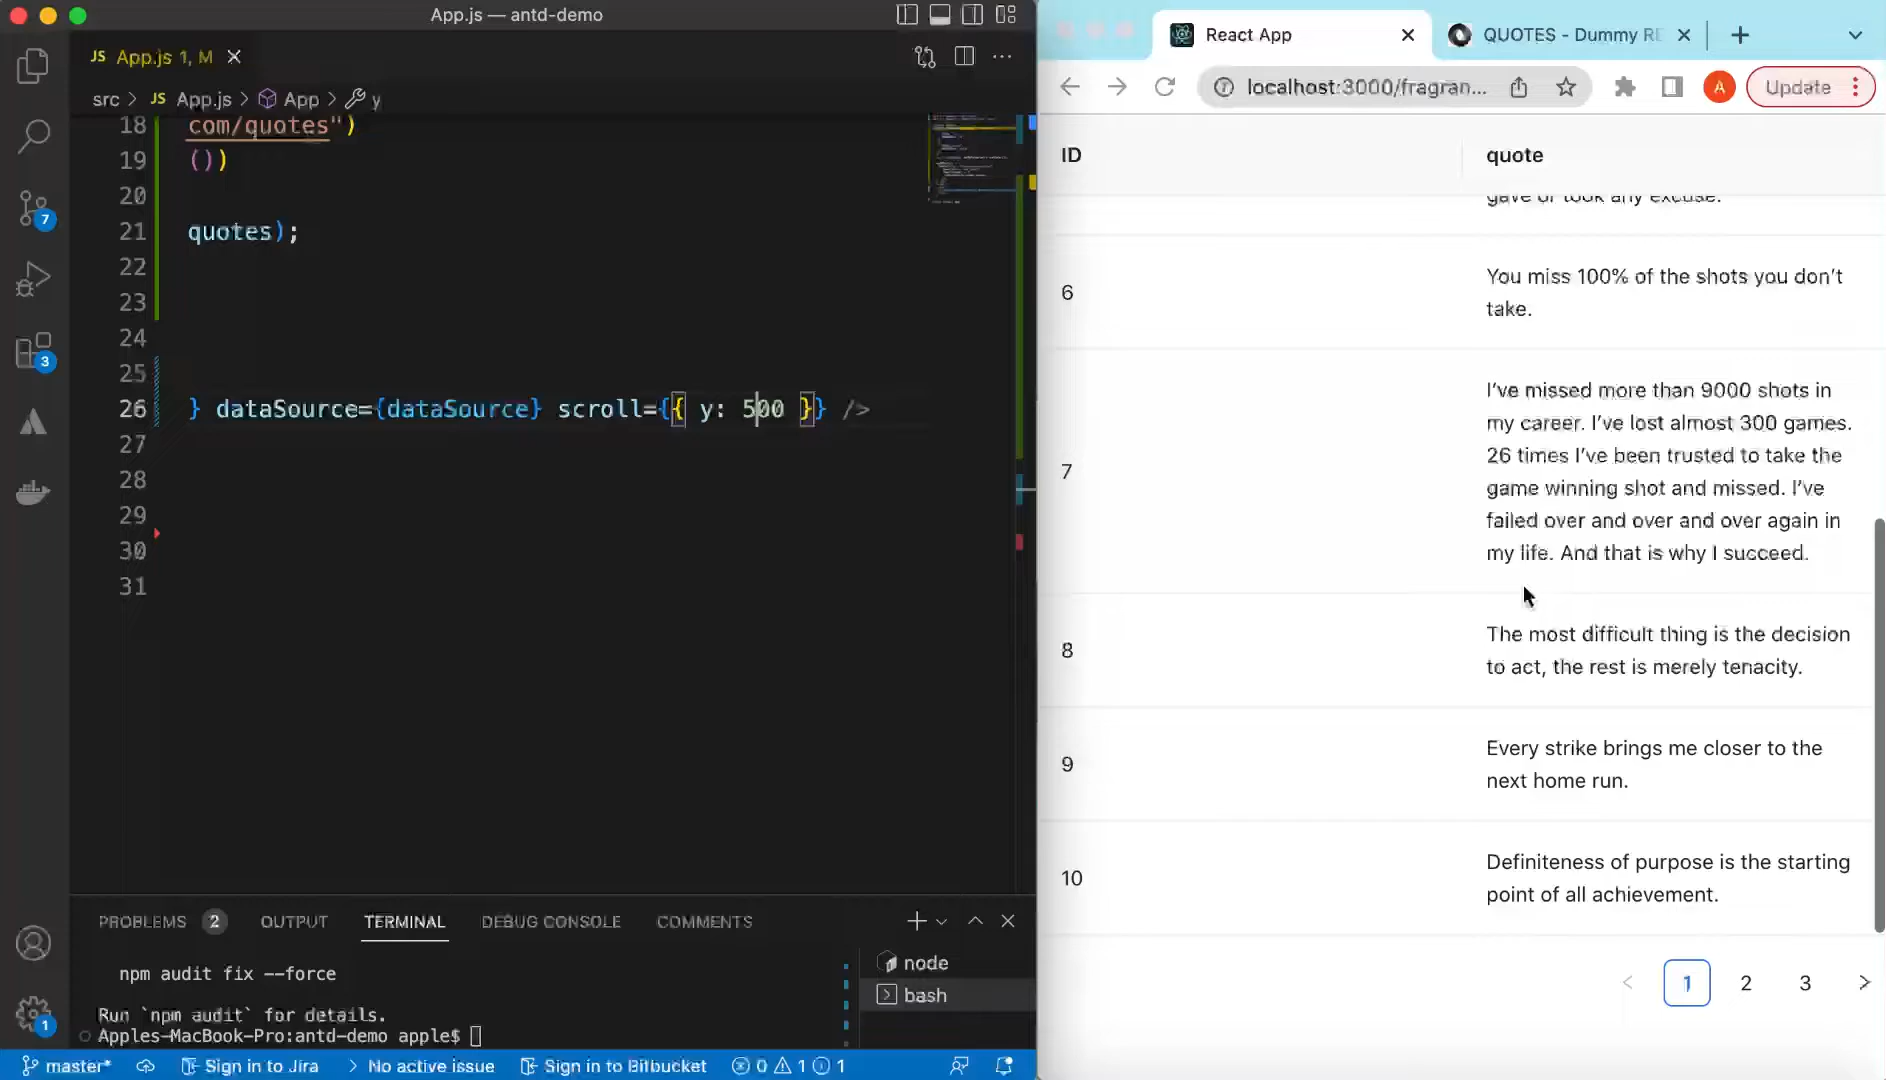 App.js — antd-demo
JS App.js 1, M
src > JS App.js > App > y
18 com/quotes")
19 ())
20
21 quotes);
22
23
24
25
26 } dataSource={dataSource} scroll={{ y: 500 }} />
27
28
29
30
31
PROBLEMS 2 OUTPUT TERMINAL DEBUG CONSOLE COMMENTS
npm audit fix --force
Run `npm audit` for details.
Apples-MacBook-Pro:antd-demo apple$
node
bash
7
3
1
master* Sign in to Jira No active issue Sign in to Bitbucket 0 1 1
React App
QUOTES - Dummy RE
localhost:3000/fragran...
A
Update
ID quote
gave or took any excuse.
6
You miss 100% of the shots you don’t
take.
7
I’ve missed more than 9000 shots in
my career. I’ve lost almost 300 games.
26 times I’ve been trusted to take the
game winning shot and missed. I’ve
failed over and over and over again in
my life. And that is why I succeed.
8
The most difficult thing is the decision
to act, the rest is merely tenacity.
9
Every strike brings me closer to the
next home run.
10
Definiteness of purpose is the starting
point of all achievement.
< 1 2 3 >